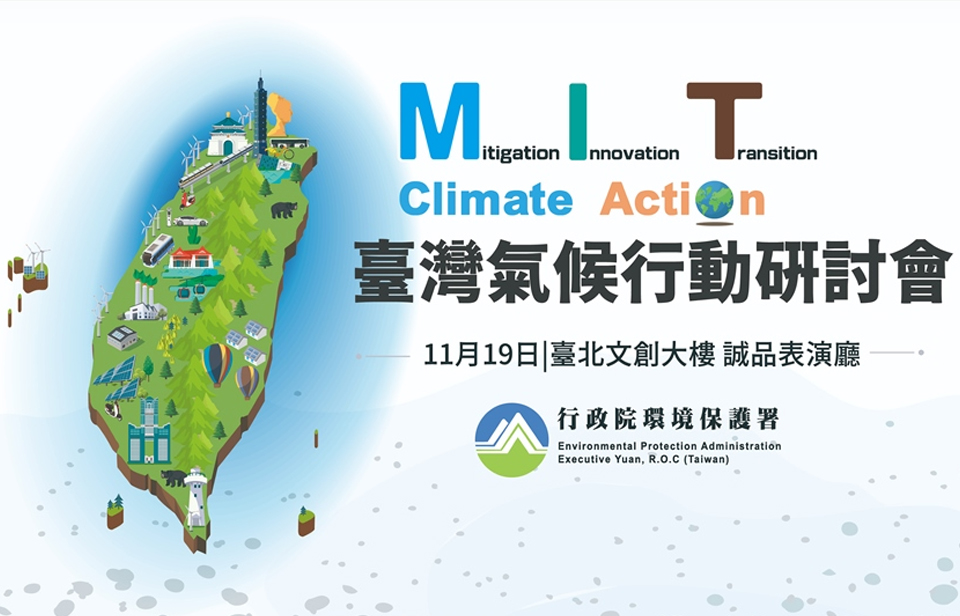 Mitigation Innovation Transition
Climate Action
臺灣氣候行動研討會
11月19日|臺北文創大樓 誠品表演廳
行政院環境保護署
Environmental Protection Administration
Executive Yuan, R.O.C (Taiwan)